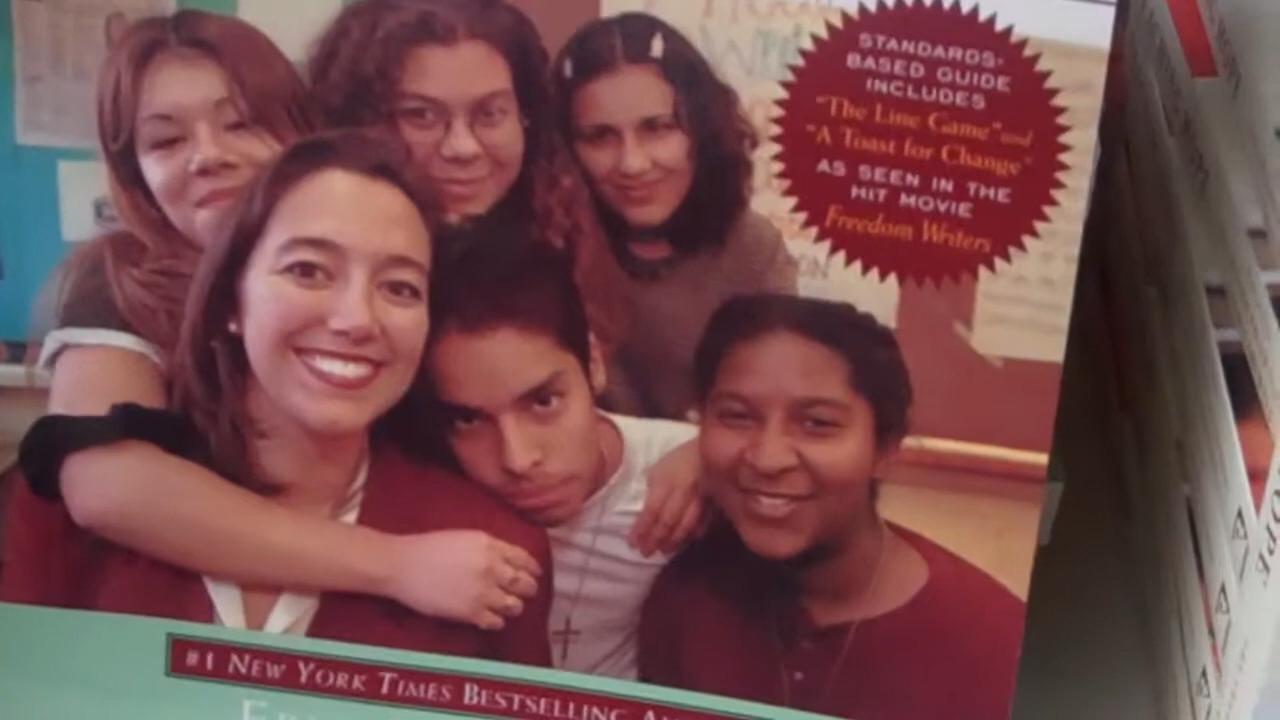 STANDARDS-
BASED GUIDE
INCLUDES
"The Line Game" and
"A Toast for Change"
AS SEEN IN THE
HIT MOVIE
Freedom Writers
#1 NEW YORK TIMES BESTSELLING